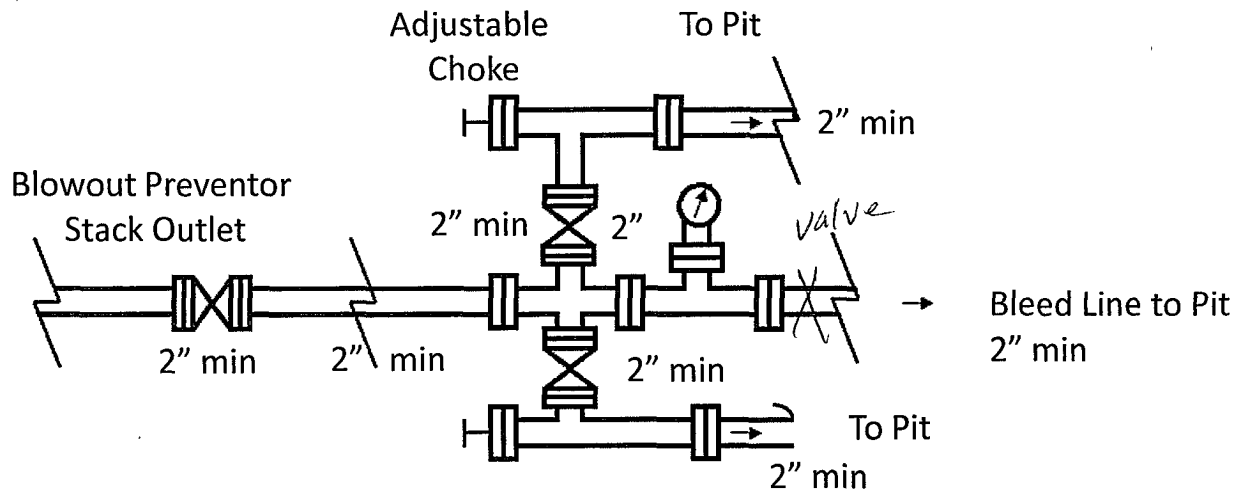 Adjustable
Choke
To Pit
2” min
Blowout Preventor
Stack Outlet
2” min
2”
valve
Bleed Line to Pit
2” min
2” min
2” min
2” min
To Pit
2” min